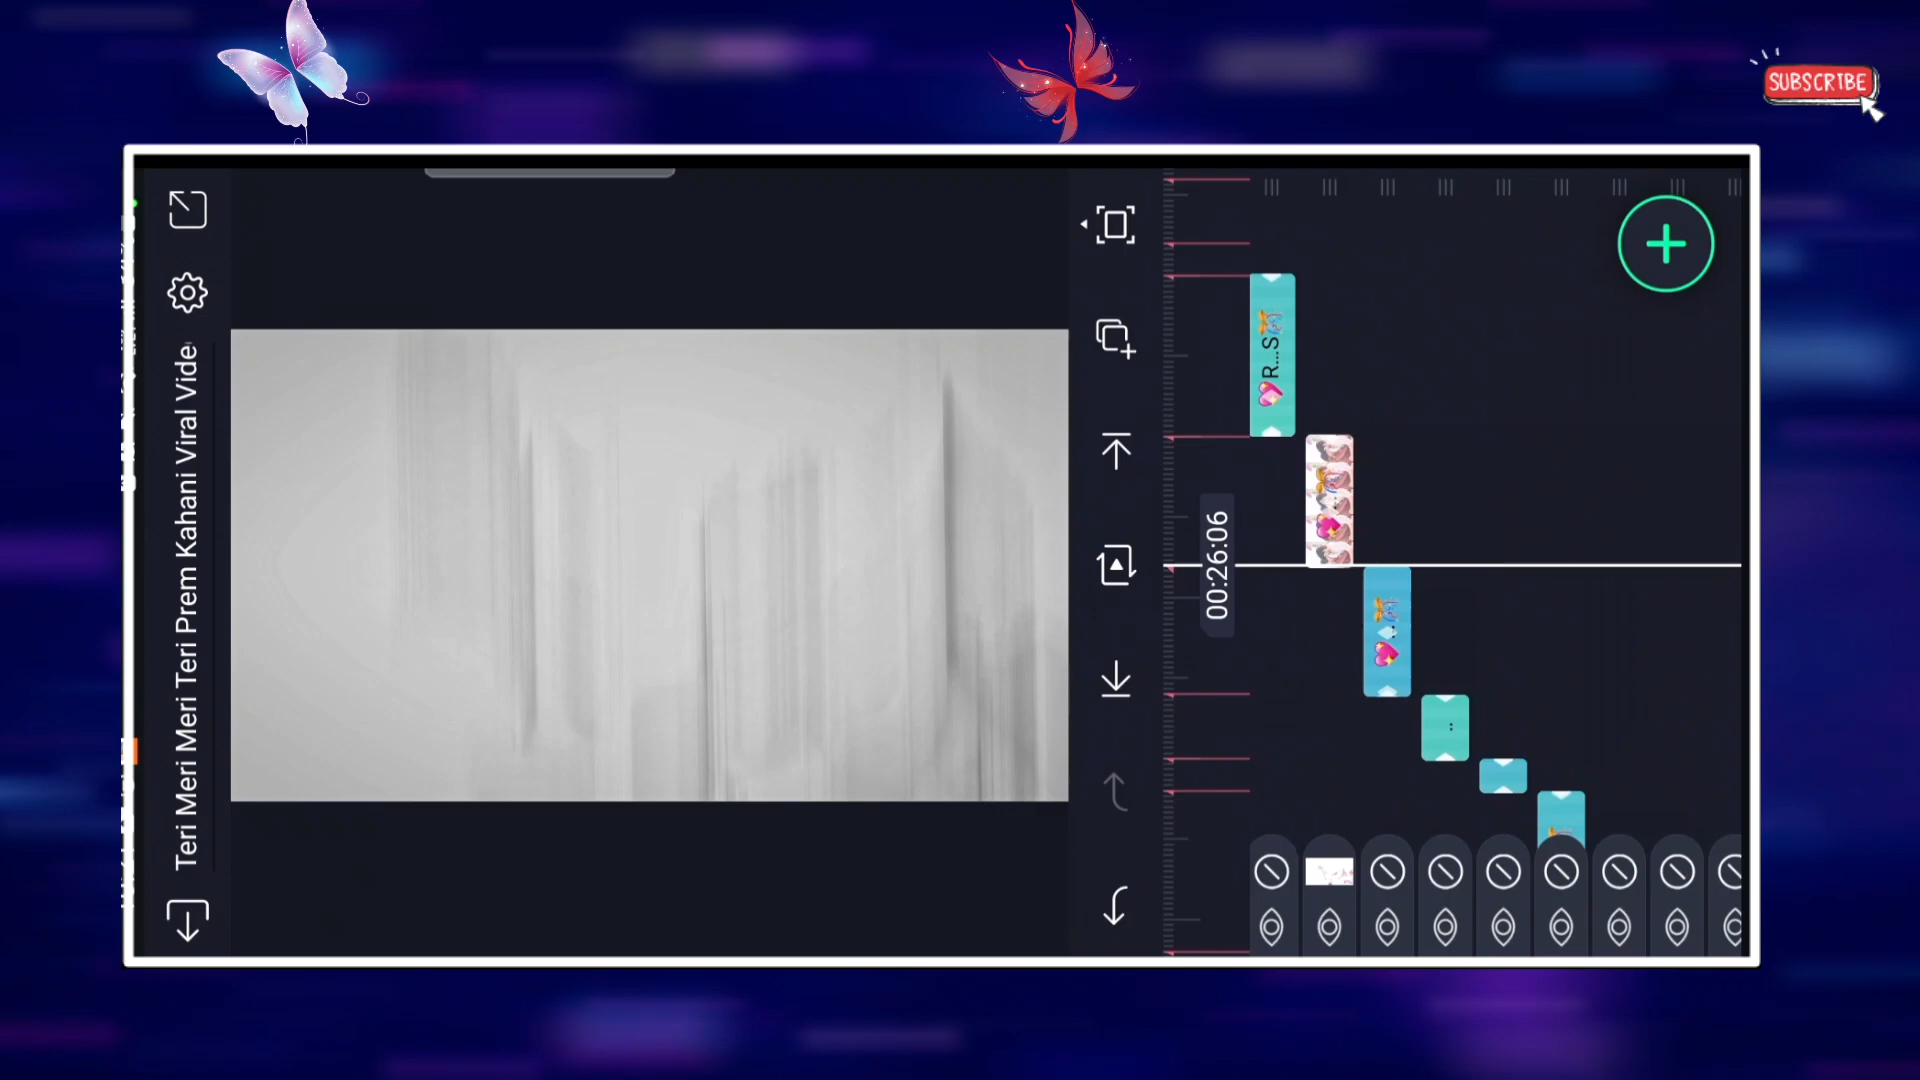 SUBSCRIBE
Teri Meri Meri Teri Prem Kahani Viral Vide
R...S
00:26:06